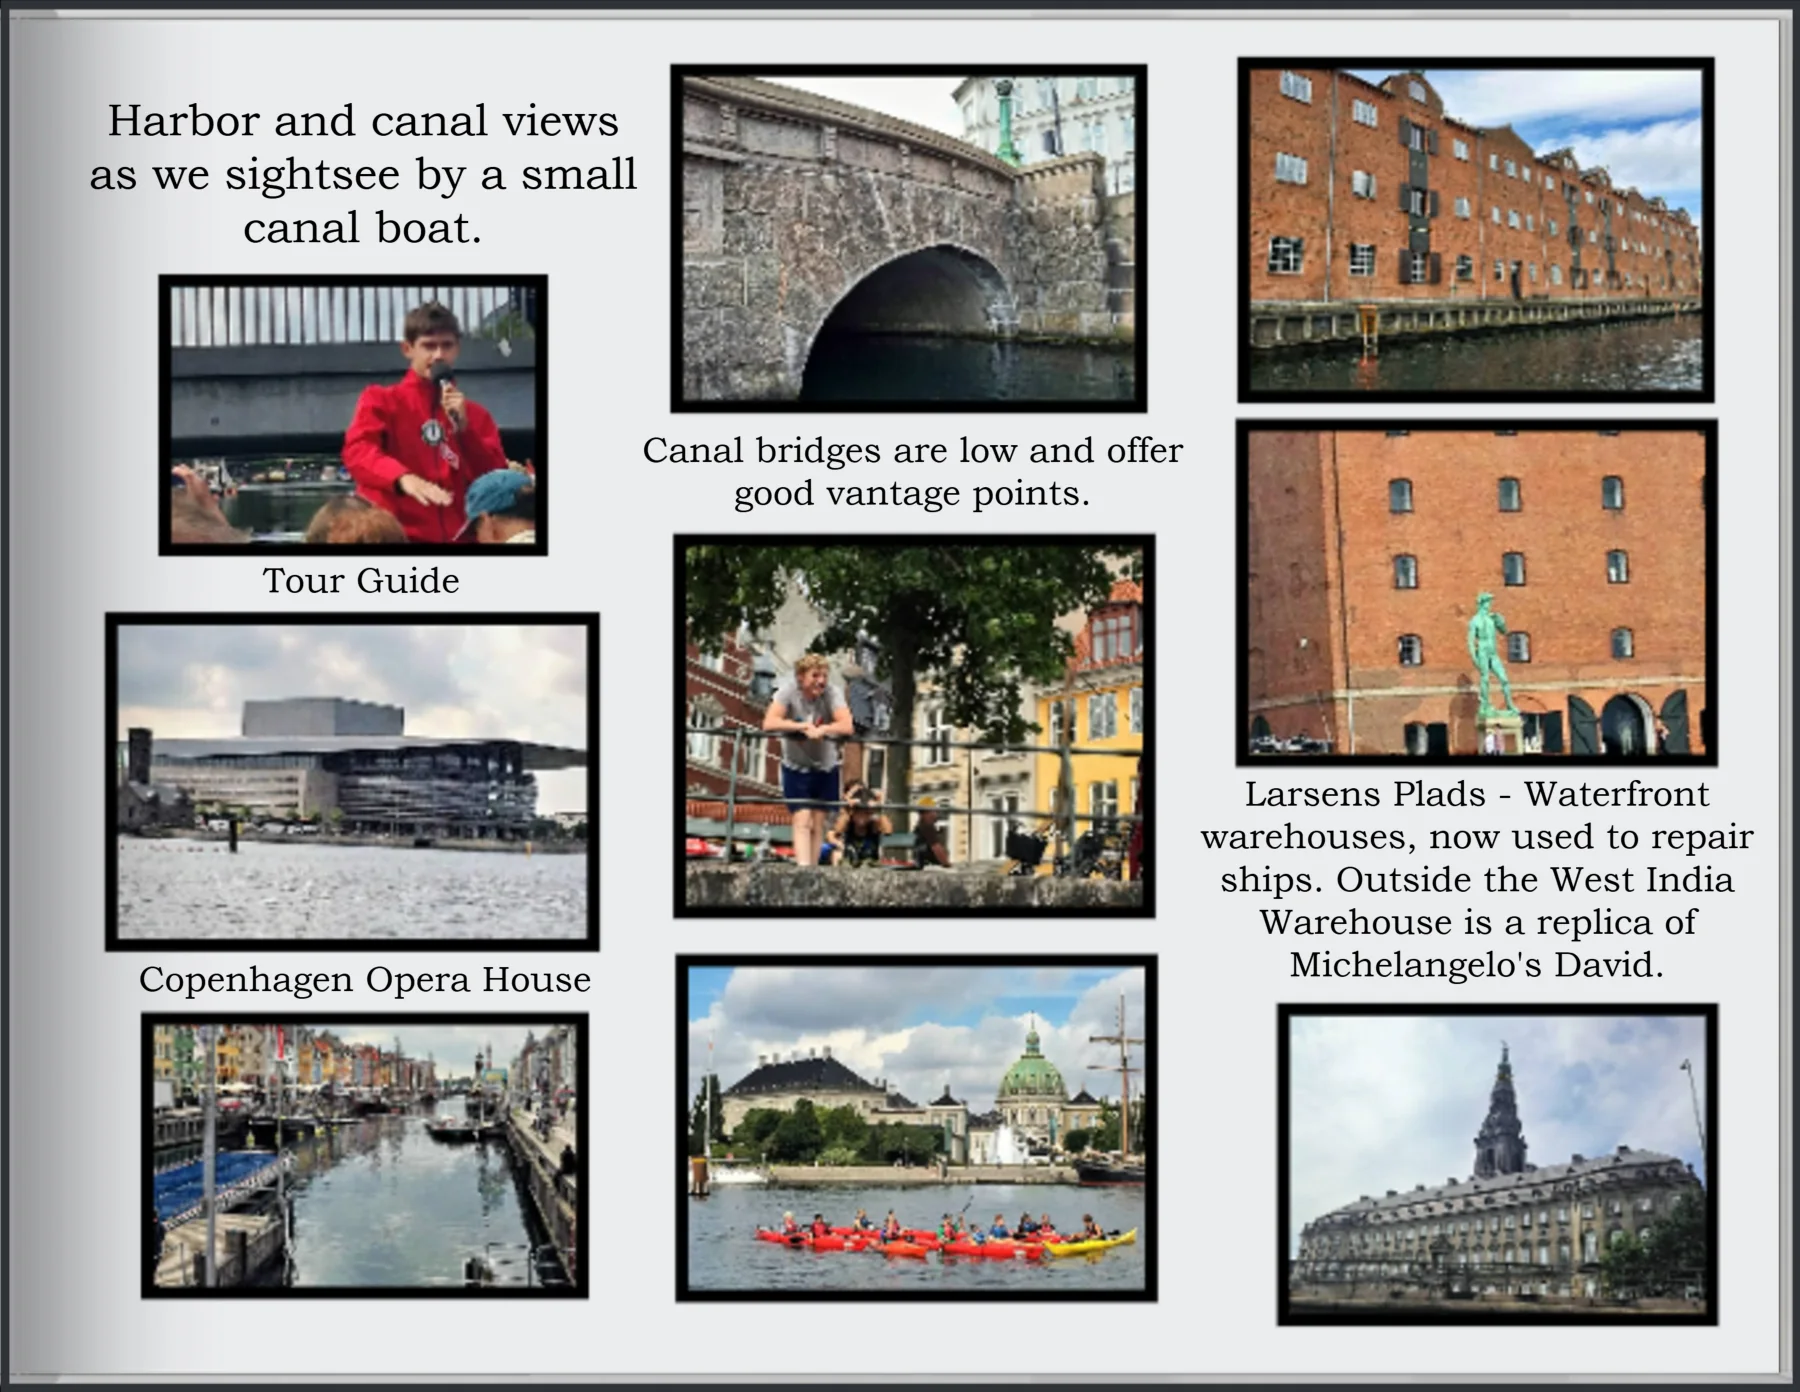 Harbor and canal views
as we sightsee by a small
canal boat.
Tour Guide
Copenhagen Opera House
Canal bridges are low and offer
good vantage points.
Larsens Plads - Waterfront
warehouses, now used to repair
ships. Outside the West India
Warehouse is a replica of
Michelangelo's David.